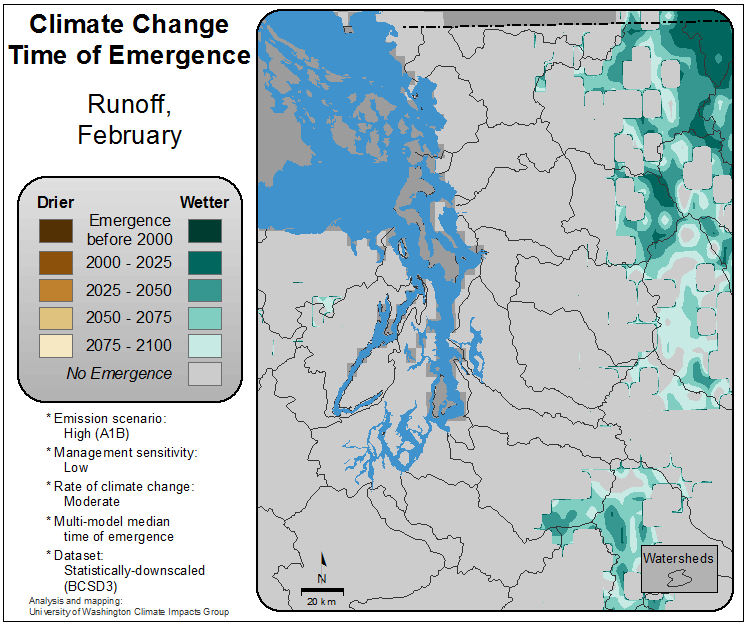 Climate Change
Time of Emergence
Runoff,
February
Drier
Wetter
Emergence
before 2000
2000 - 2025
2025 - 2050
2050 - 2075
2075 - 2100
No Emergence
* Emission scenario:
High (A1B)
* Management sensitivity:
Low
* Rate of climate change:
Moderate
* Multi-model median
time of emergence
* Dataset:
Statistically-downscaled
(BCSD3)
Analysis and mapping:
University of Washington Climate Impacts Group
N
20 km
Watersheds